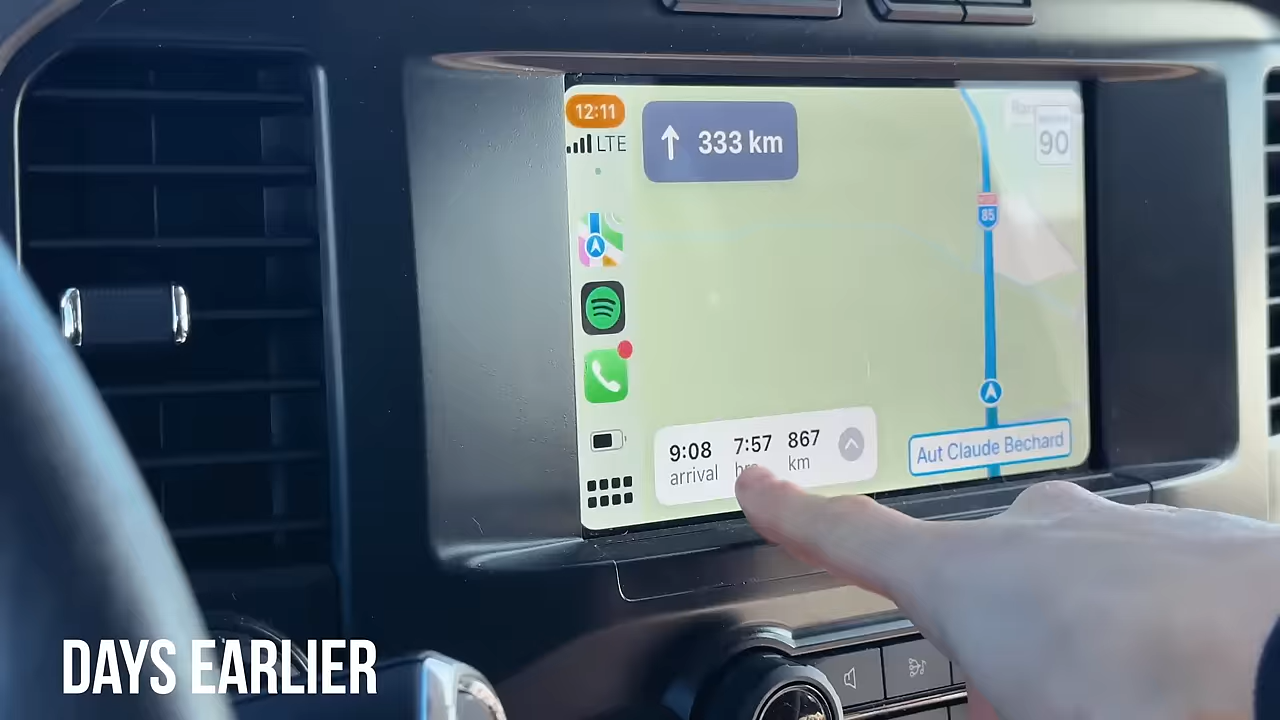 12:11
LTE
333 km
90
85
9:08 7:57 867
arrival hrs km
Aut Claude Bechard
DAYS EARLIER